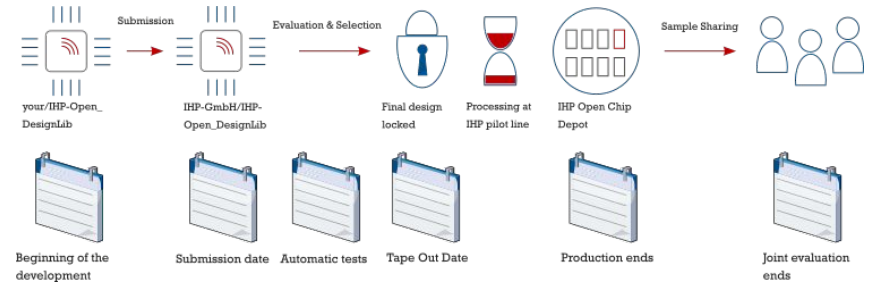 Submission
Evaluation & Selection
Sample Sharing
your/IHP-Open_
DesignLib
IHP-GmbH/IHP-
Open_DesignLib
Final design
locked
Processing at
IHP pilot line
IHP Open Chip
Depot
Beginning of the
development
Submission date
Automatic tests
Tape Out Date
Production ends
Joint evaluation
ends